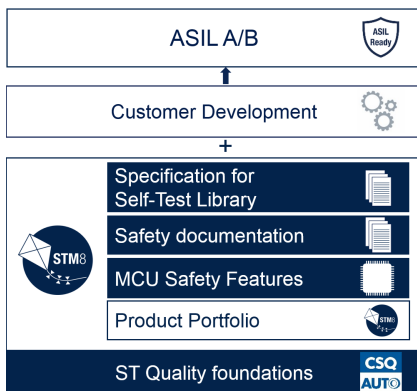 ASIL A/B
ASIL
Ready
Customer Development
+
Specification for
Self-Test Library
STM8
Safety documentation
MCU Safety Features
Product Portfolio
STM8
ST Quality foundations
CSQ
AUTO